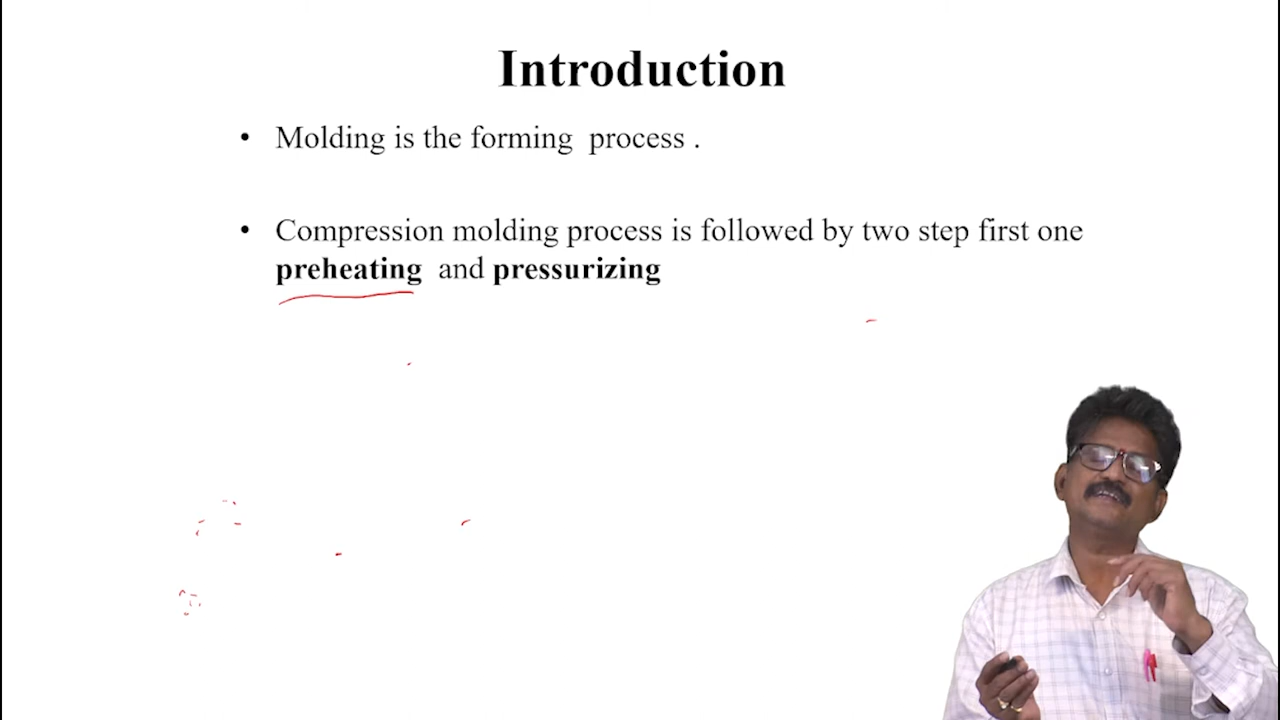 Introduction
• Molding is the forming process .
• Compression molding process is followed by two step first one
preheating and pressurizing